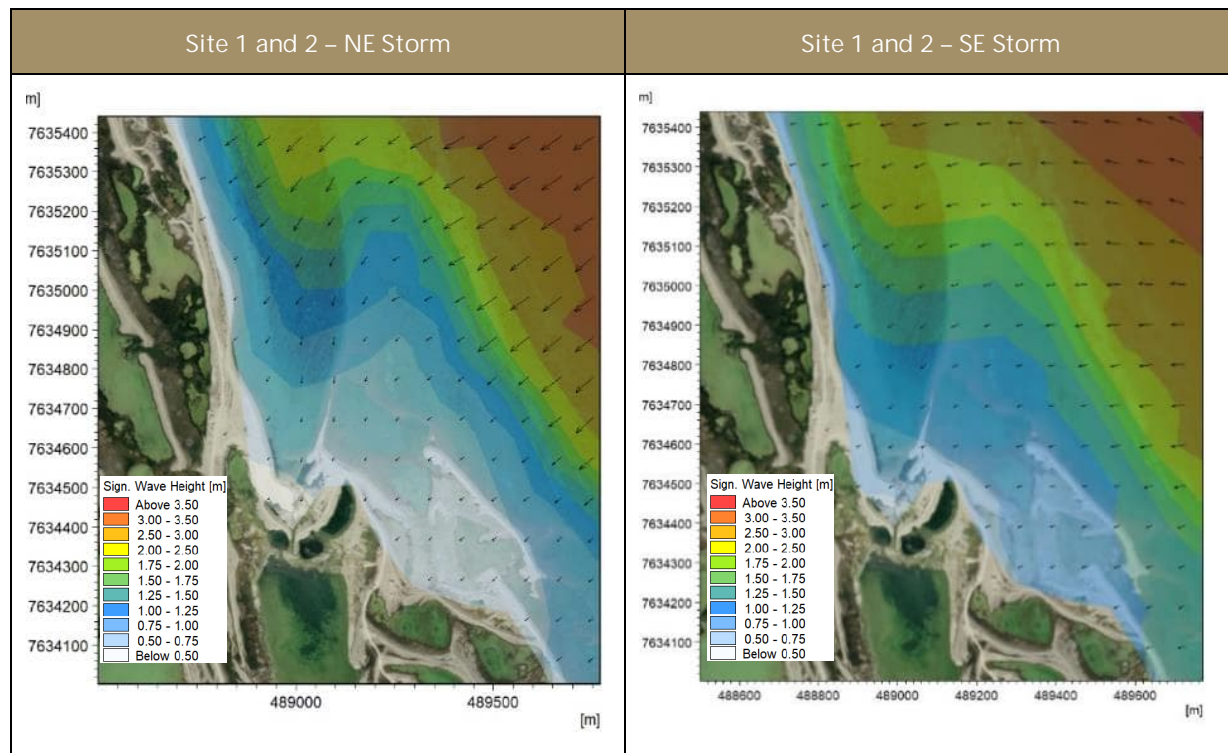 Site 1 and 2 – NE Storm
Site 1 and 2 – SE Storm
m]
7635400
7635300
7635200
7635100
7635000
7634900
7634800
7634700
7634600
7634500
7634400
7634300
7634200
7634100
489000
489500
[m]
Sign. Wave Height [m]
Above 3.50
3.00 - 3.50
2.50 - 3.00
2.00 - 2.50
1.75 - 2.00
1.50 - 1.75
1.25 - 1.50
1.00 - 1.25
0.75 - 1.00
0.50 - 0.75
Below 0.50
m]
7635400
7635300
7635200
7635100
7635000
7634900
7634800
7634700
7634600
7634500
7634400
7634300
7634200
7634100
488600
488800
489000
489200
489400
489600
[m]
Sign. Wave Height [m]
Above 3.50
3.00 - 3.50
2.50 - 3.00
2.00 - 2.50
1.75 - 2.00
1.50 - 1.75
1.25 - 1.50
1.00 - 1.25
0.75 - 1.00
0.50 - 0.75
Below 0.50